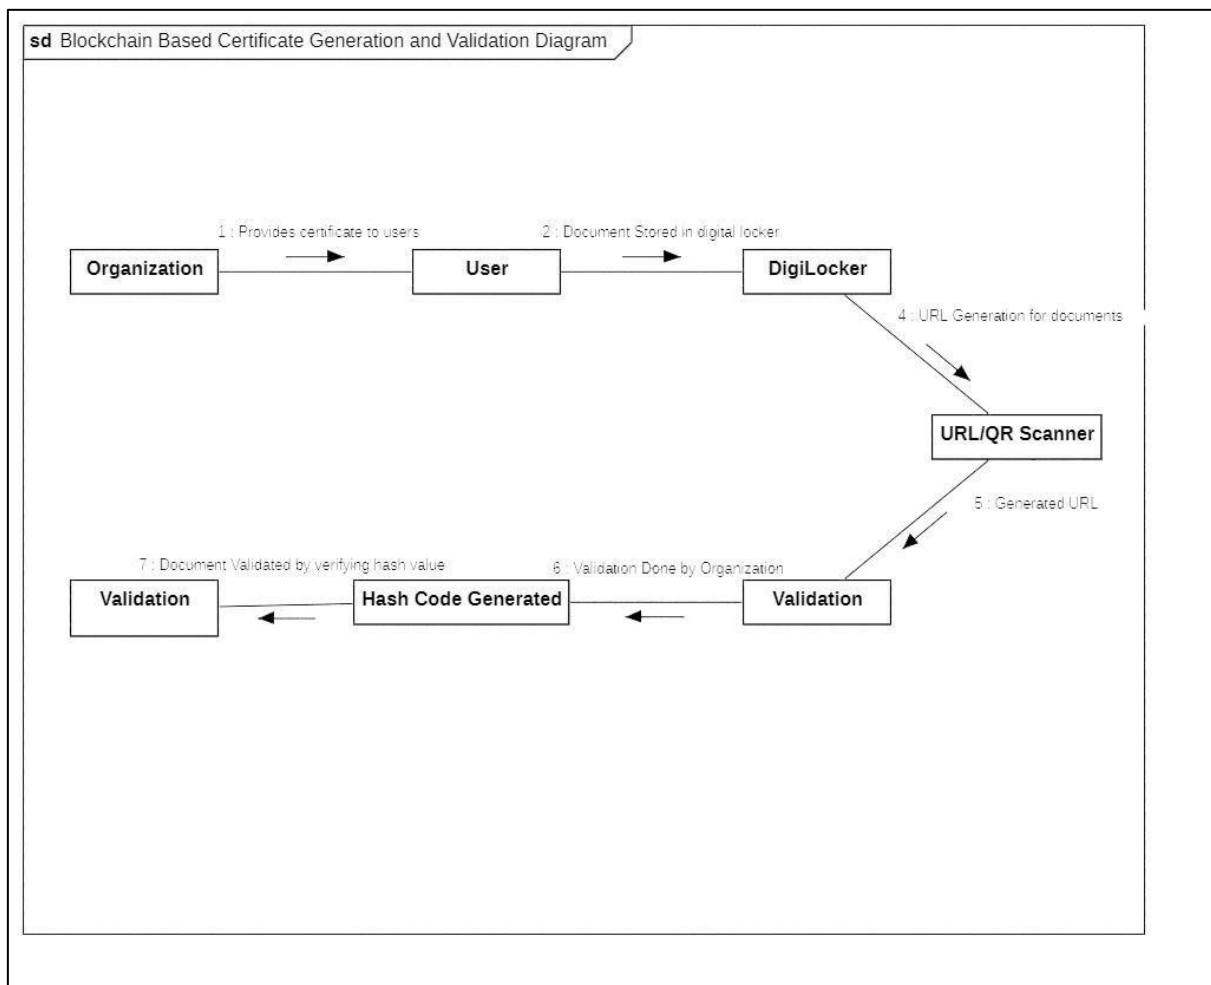 sd Blockchain Based Certificate Generation and Validation Diagram
1 : Provides certificate to users
2 : Document Stored in digital locker
Organization
User
DigiLocker
4 : URL Generation for documents
URL/QR Scanner
5 : Generated URL
7 : Document Validated by verifying hash value
6 : Validation Done by Organization
Validation
Hash Code Generated
Validation